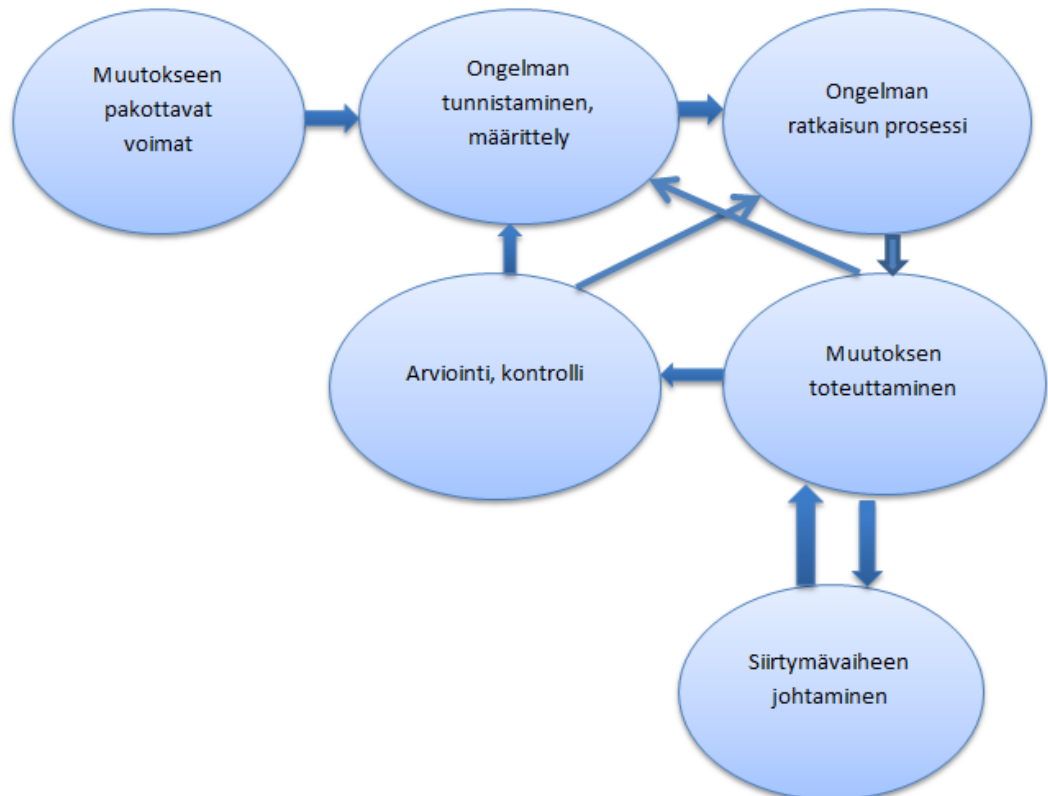 Muutokseen
pakottavat
voimat
Ongelman
tunnistaminen,
määrittely
Ongelman
ratkaisun prosessi
Arviointi, kontrolli
Muutoksen
toteuttaminen
Siirtymävaiheen
johtaminen